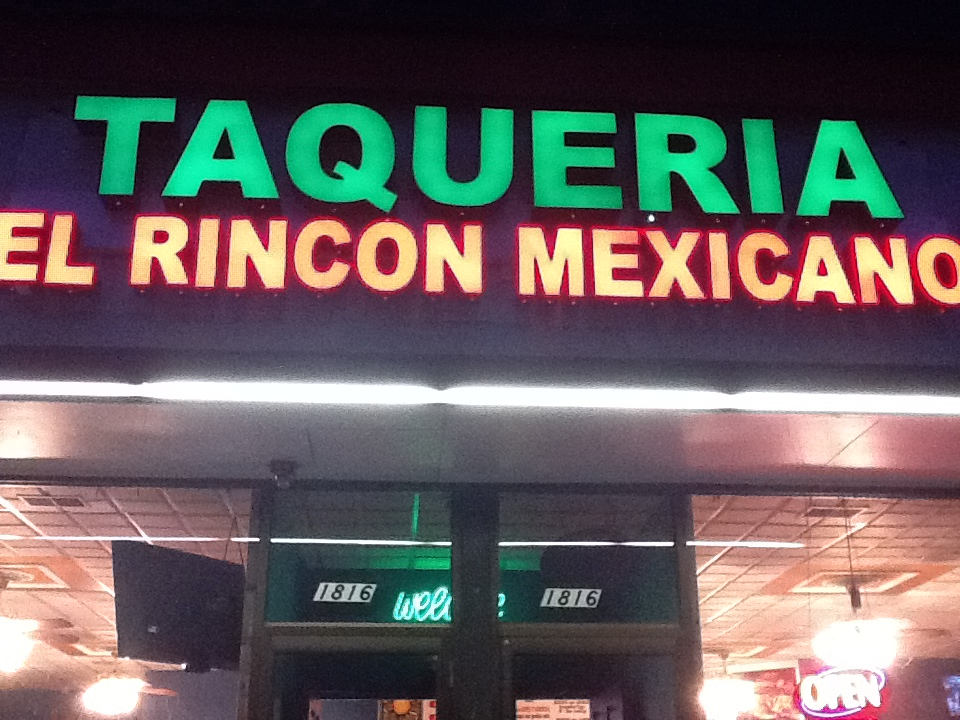 TAQUERIA
EL RINCON MEXICANO
1816
1816
OPEN